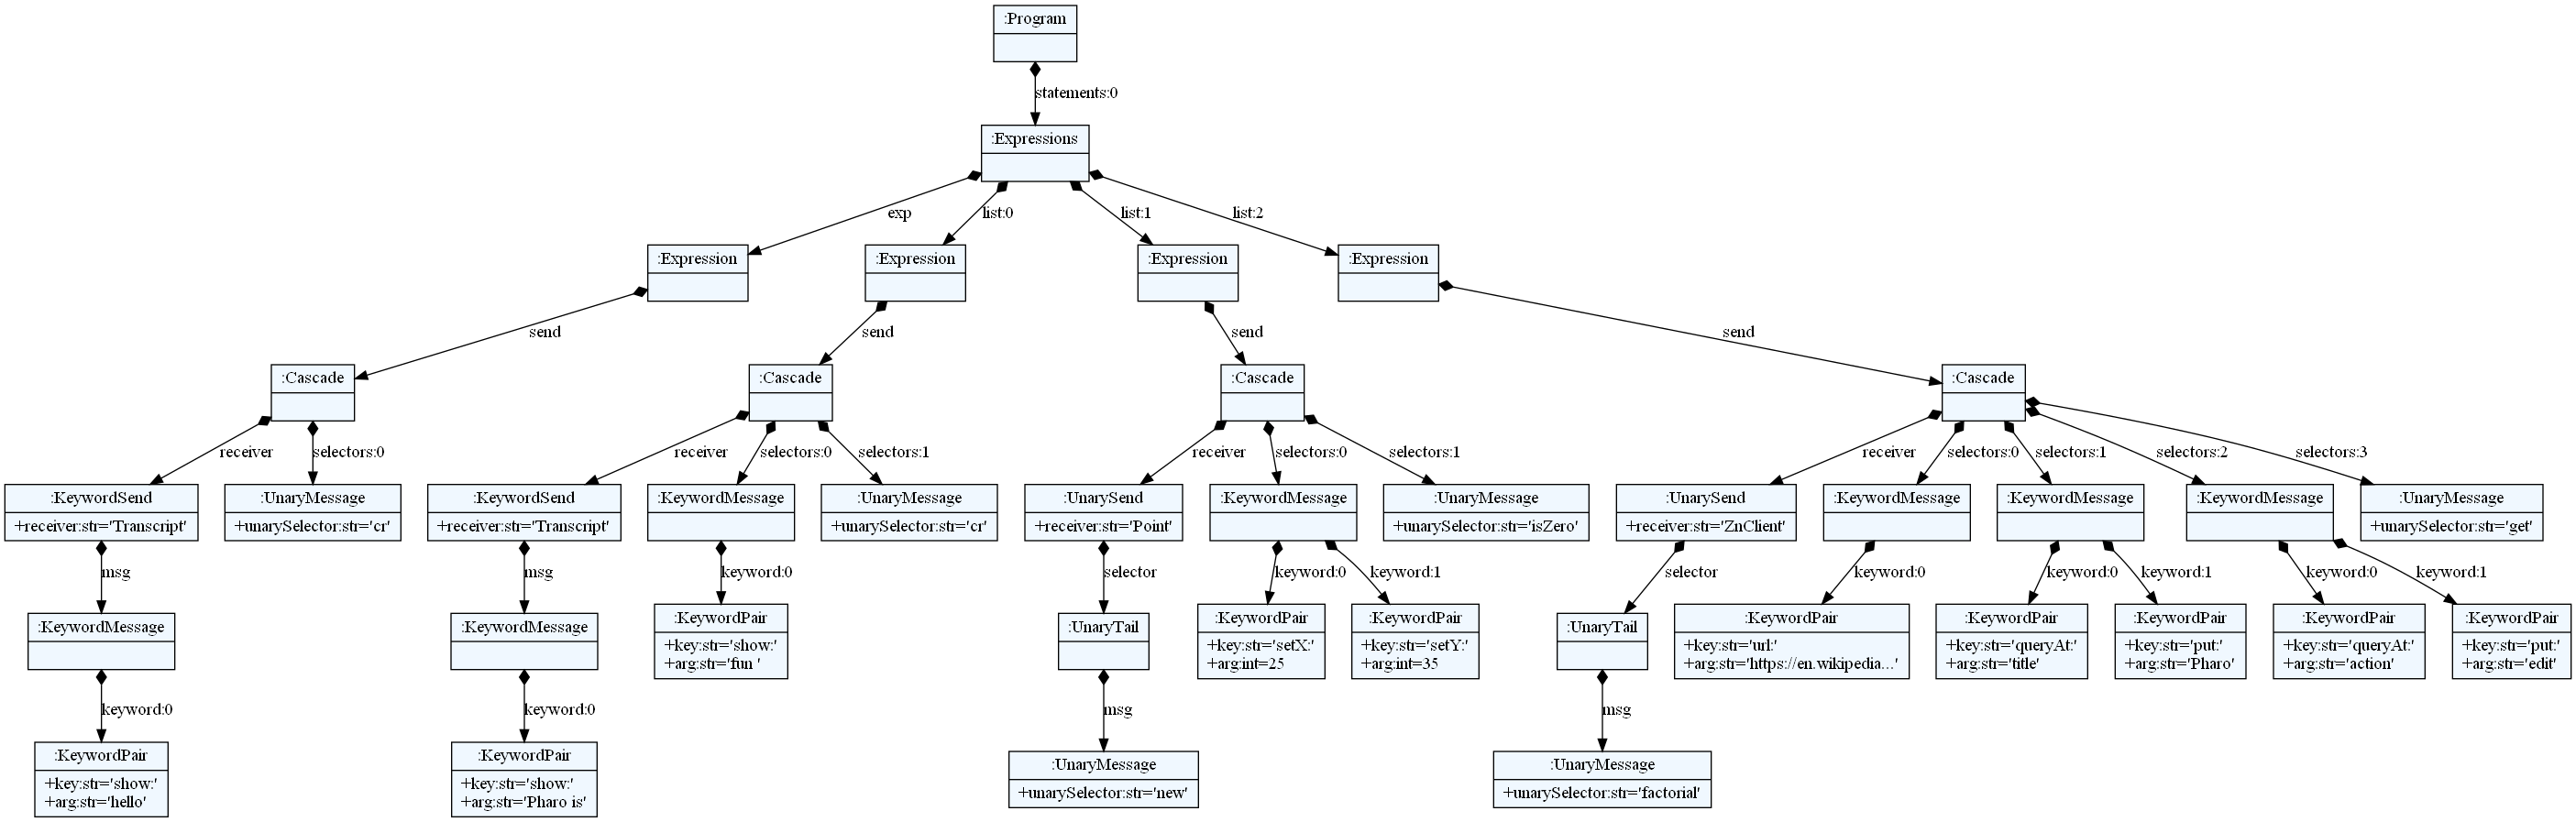 :Program
statements:0
:Expressions
exp
list:0
list:1
list:2
:Expression
:Expression
:Expression
:Expression
send
send
send
send
:Cascade
:Cascade
:Cascade
:Cascade
receiver
selectors:0
receiver
selectors:0
selectors:1
receiver
selectors:0
selectors:1
receiver
selectors:0
selectors:1
selectors:2
selectors:3
:KeywordSend
+receiver:str='Transcript'
:UnaryMessage
+unarySelector:str='cr'
:KeywordSend
+receiver:str='Transcript'
:KeywordMessage
:UnaryMessage
+unarySelector:str='cr'
:UnarySend
+receiver:str='Point'
:KeywordMessage
:UnaryMessage
+unarySelector:str='isZero'
:UnarySend
+receiver:str='ZnClient'
:KeywordMessage
:KeywordMessage
:KeywordMessage
:UnaryMessage
+unarySelector:str='get'
msg
msg
keyword:0
selector
keyword:0
keyword:1
selector
keyword:0
keyword:0
keyword:1
keyword:0
keyword:1
:KeywordMessage
:KeywordMessage
:KeywordPair
+key:str='show:'
+arg:str='fun '
:UnaryTail
:KeywordPair
+key:str='setX:'
+arg:int=25
:KeywordPair
+key:str='setY:'
+arg:int=35
:UnaryTail
:KeywordPair
+key:str='url:'
+arg:str='https://en.wikipedia...'
:KeywordPair
+key:str='queryAt:'
+arg:str='title'
:KeywordPair
+key:str='put:'
+arg:str='Pharo'
:KeywordPair
+key:str='queryAt:'
+arg:str='action'
:KeywordPair
+key:str='put:'
+arg:str='edit'
keyword:0
keyword:0
msg
msg
:KeywordPair
+key:str='show:'
+arg:str='hello'
:KeywordPair
+key:str='show:'
+arg:str='Pharo is'
:UnaryMessage
+unarySelector:str='new'
:UnaryMessage
+unarySelector:str='factorial'